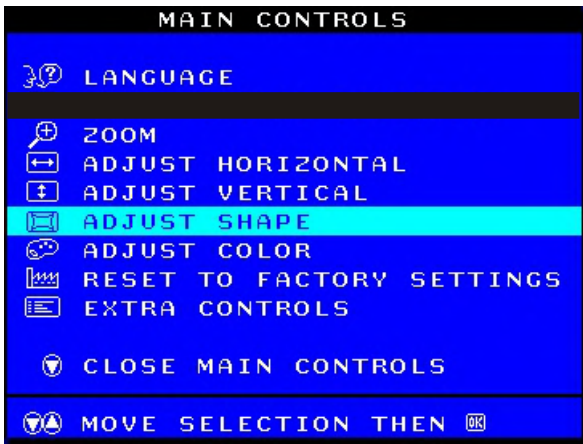 MAIN CONTROLS
LANGUAGE
ZOOM
ADJUST HORIZONTAL
ADJUST VERTICAL
ADJUST SHAPE
ADJUST COLOR
RESET TO FACTORY SETTINGS
EXTRA CONTROLS
CLOSE MAIN CONTROLS
MOVE SELECTION THEN OK